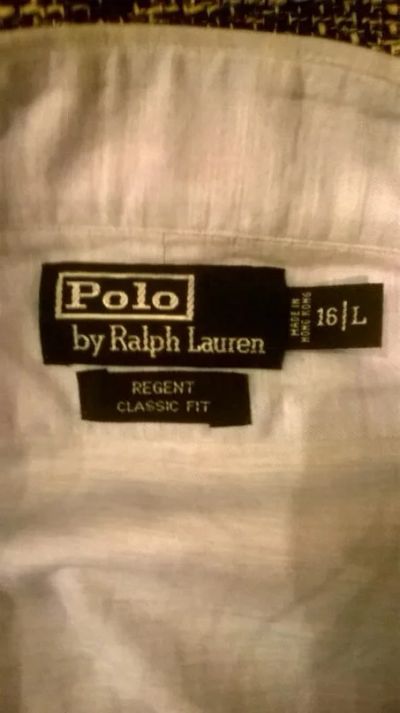 Polo
by Ralph Lauren
MADE IN
HONG KONG
16 L
REGENT
CLASSIC FIT